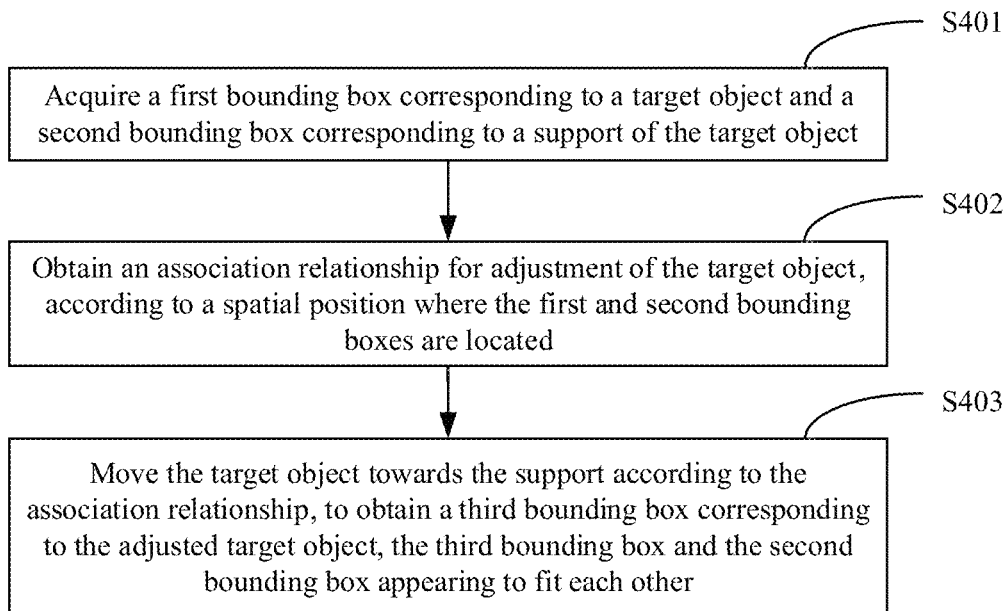 S401
Acquire a first bounding box corresponding to a target object and a
second bounding box corresponding to a support of the target object
S402
Obtain an association relationship for adjustment of the target object,
according to a spatial position where the first and second bounding
boxes are located
S403
Move the target object towards the support according to the
association relationship, to obtain a third bounding box corresponding
to the adjusted target object, the third bounding box and the second
bounding box appearing to fit each other